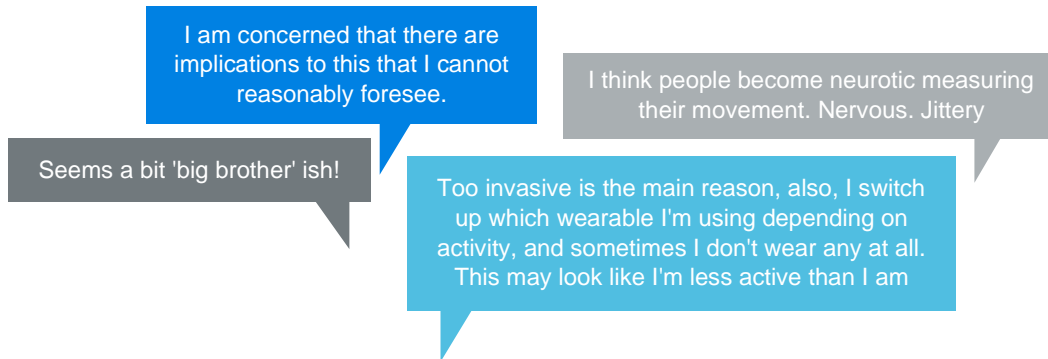 I am concerned that there are
implications to this that I cannot
reasonably foresee.
I think people become neurotic measuring
their movement. Nervous. Jittery
Seems a bit 'big brother' ish!
Too invasive is the main reason, also, I switch
up which wearable I'm using depending on
activity, and sometimes I don't wear any at all.
This may look like I'm less active than I am